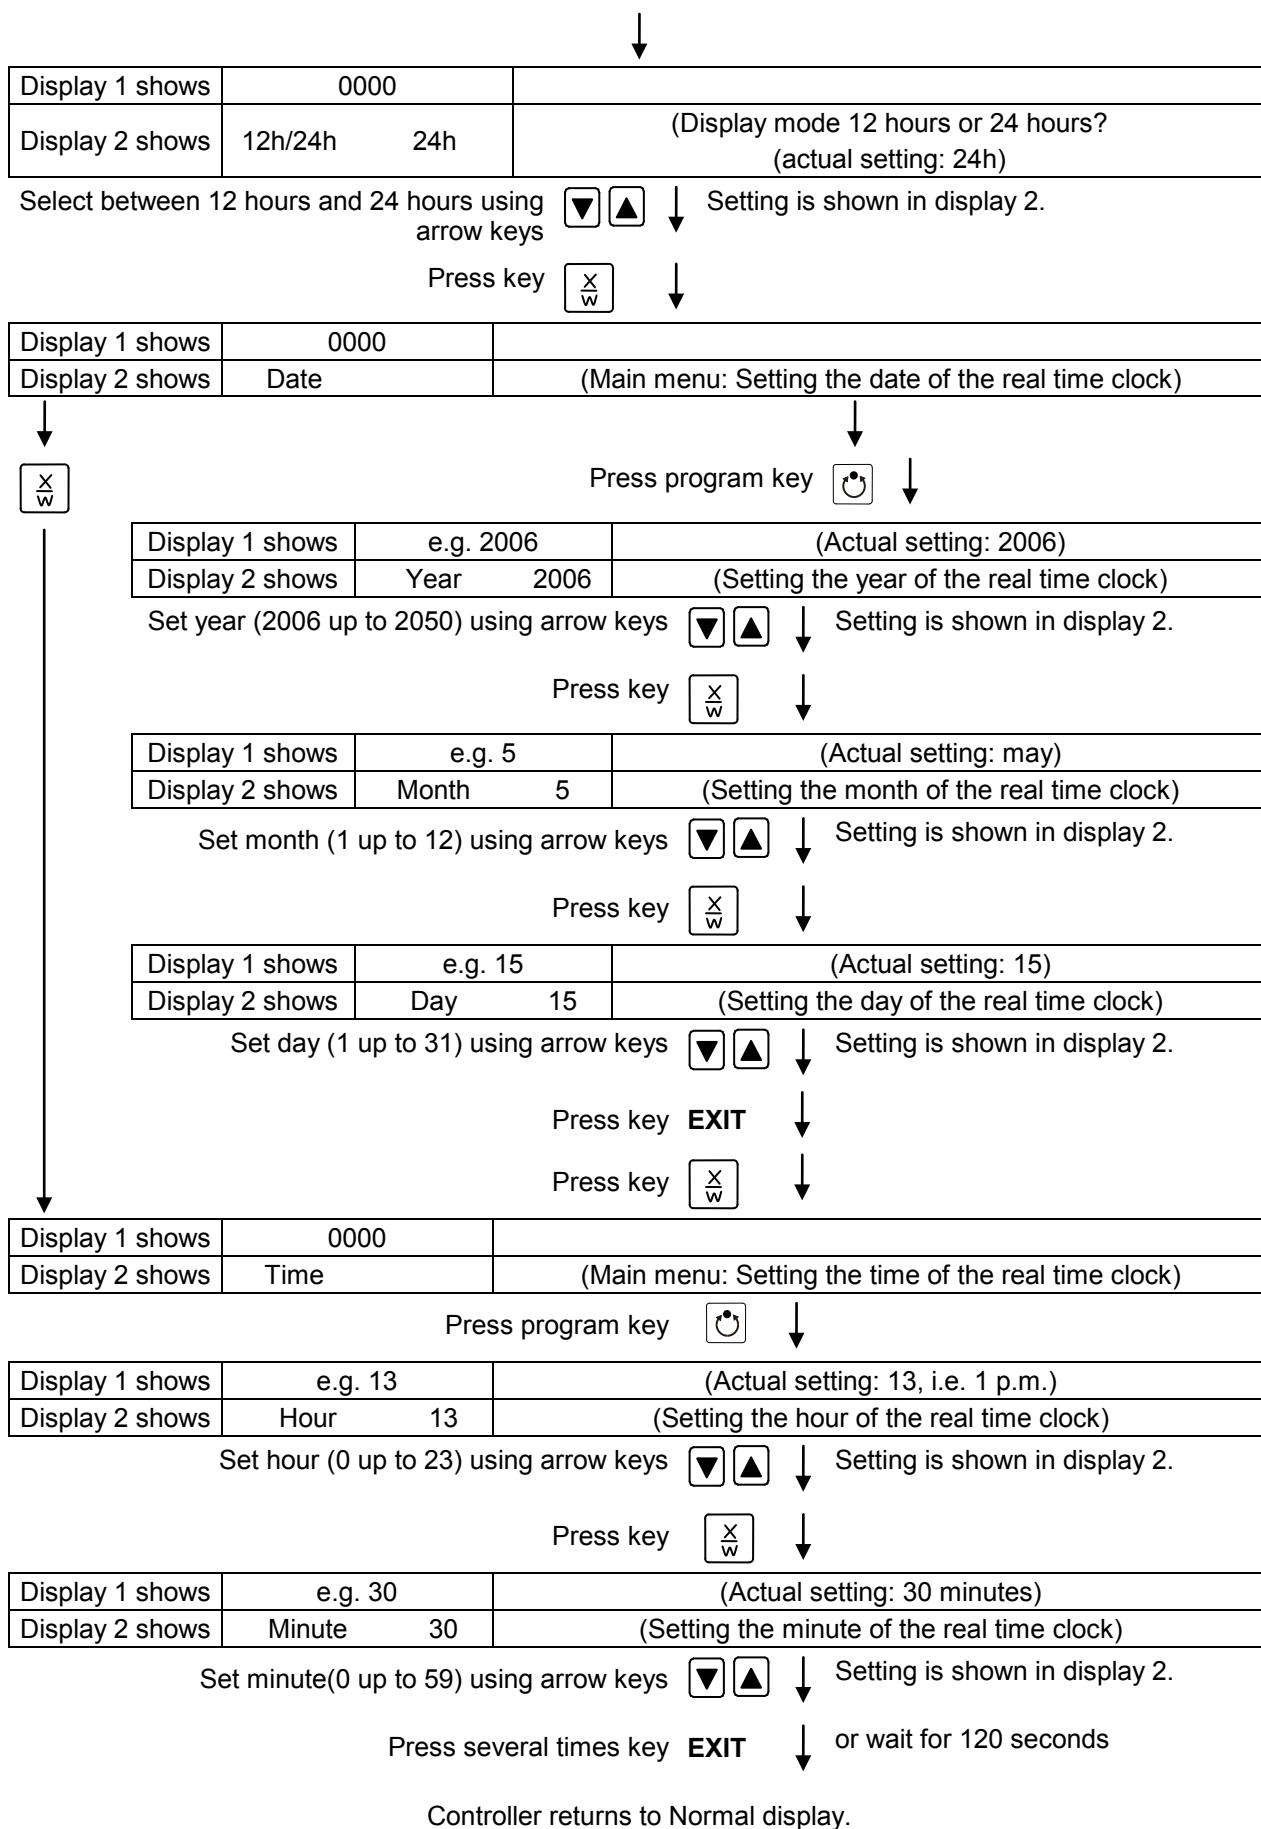 Display 1 shows 0000
Display 2 shows 12h/24h 24h (Display mode 12 hours or 24 hours?
(actual setting: 24h)
Select between 12 hours and 24 hours using Setting is shown in display 2.
arrow keys
Press key X W
Display 1 shows 0000
Display 2 shows Date (Main menu: Setting the date of the real time clock)
X W Press program key
Display 1 shows e.g. 2006 (Actual setting: 2006)
Display 2 shows Year 2006 (Setting the year of the real time clock)
Set year (2006 up to 2050) using arrow keys Setting is shown in display 2.
Press key X W
Display 1 shows e.g. 5 (Actual setting: may)
Display 2 shows Month 5 (Setting the month of the real time clock)
Set month (1 up to 12) using arrow keys Setting is shown in display 2.
Press key X W
Display 1 shows e.g. 15 (Actual setting: 15)
Display 2 shows Day 15 (Setting the day of the real time clock)
Set day (1 up to 31) using arrow keys Setting is shown in display 2.
Press key EXIT
Press key X W
Display 1 shows 0000
Display 2 shows Time (Main menu: Setting the time of the real time clock)
Press program key
Display 1 shows e.g. 13 (Actual setting: 13, i.e. 1 p.m.)
Display 2 shows Hour 13 (Setting the hour of the real time clock)
Set hour (0 up to 23) using arrow keys Setting is shown in display 2.
Press key X W
Display 1 shows e.g. 30 (Actual setting: 30 minutes)
Display 2 shows Minute 30 (Setting the minute of the real time clock)
Set minute(0 up to 59) using arrow keys Setting is shown in display 2.
Press several times key EXIT or wait for 120 seconds
Controller returns to Normal display.